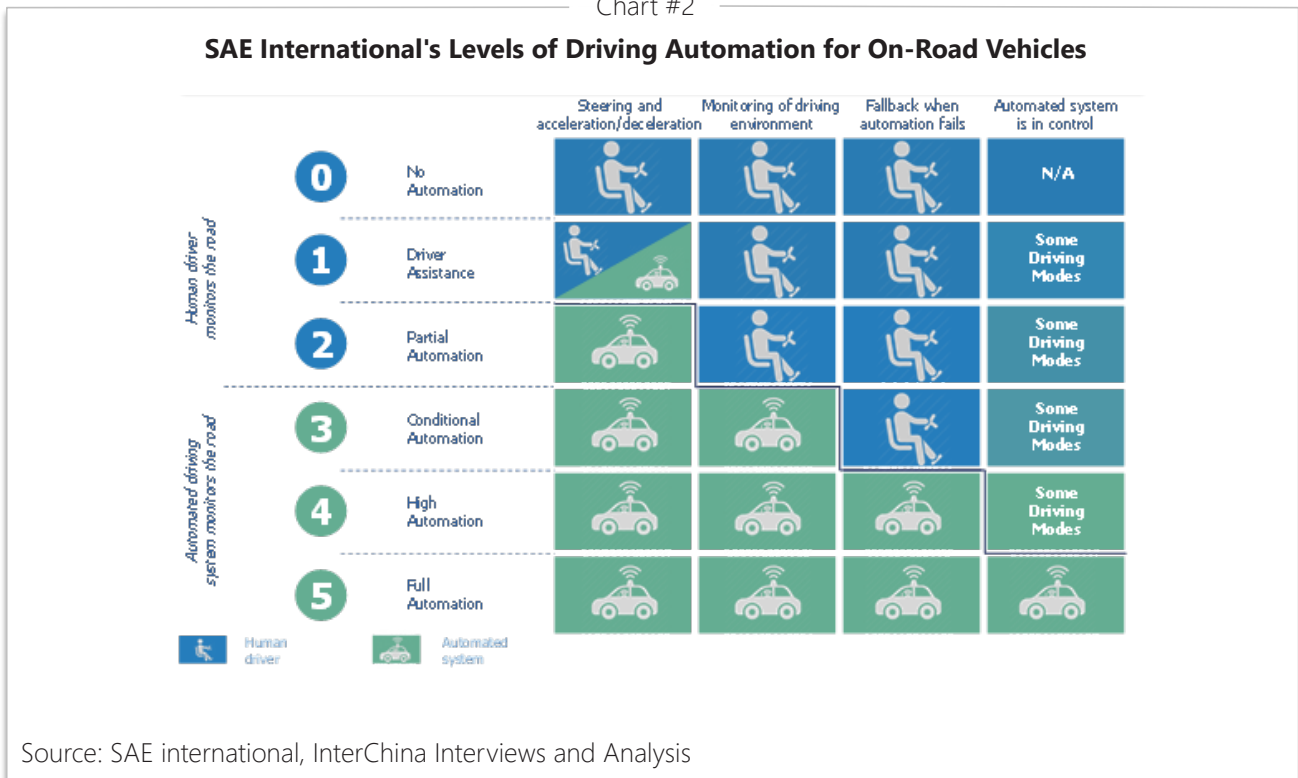 Chart #2
SAE International's Levels of Driving Automation for On-Road Vehicles
Steering and
acceleration/deceleration
Monitoring of driving
environment
Fallback when
automation fails
Automated system
is in control
Human driver
monitors the road
0
No
Automation
N/A
1
Driver
Assistance
Some
Driving
Modes
2
Partial
Automation
Some
Driving
Modes
Automated driving
system monitors the road
3
Conditional
Automation
Some
Driving
Modes
4
High
Automation
Some
Driving
Modes
5
Full
Automation
Human
driver
Automated
system
Source: SAE international, InterChina Interviews and Analysis